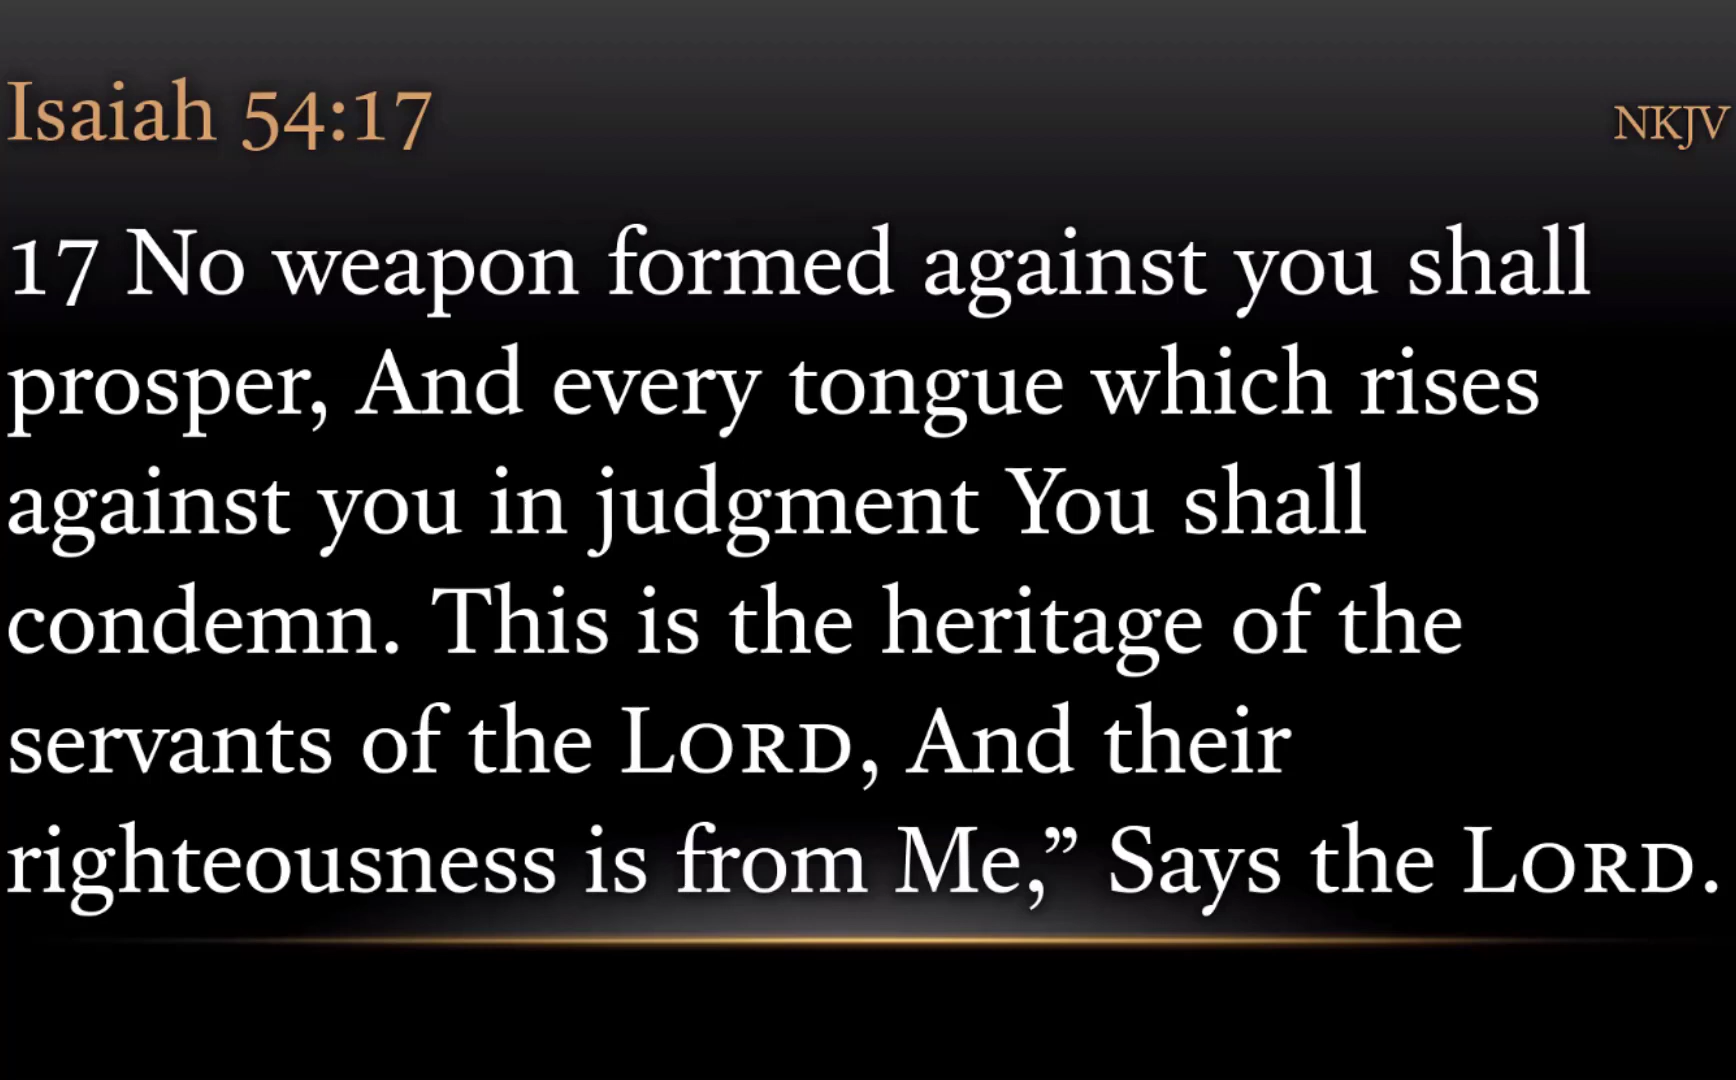 Isaiah 54:17 NKJV
17 No weapon formed against you shall
prosper, And every tongue which rises
against you in judgment You shall
condemn. This is the heritage of the
servants of the LORD, And their
righteousness is from Me,” Says the LORD.